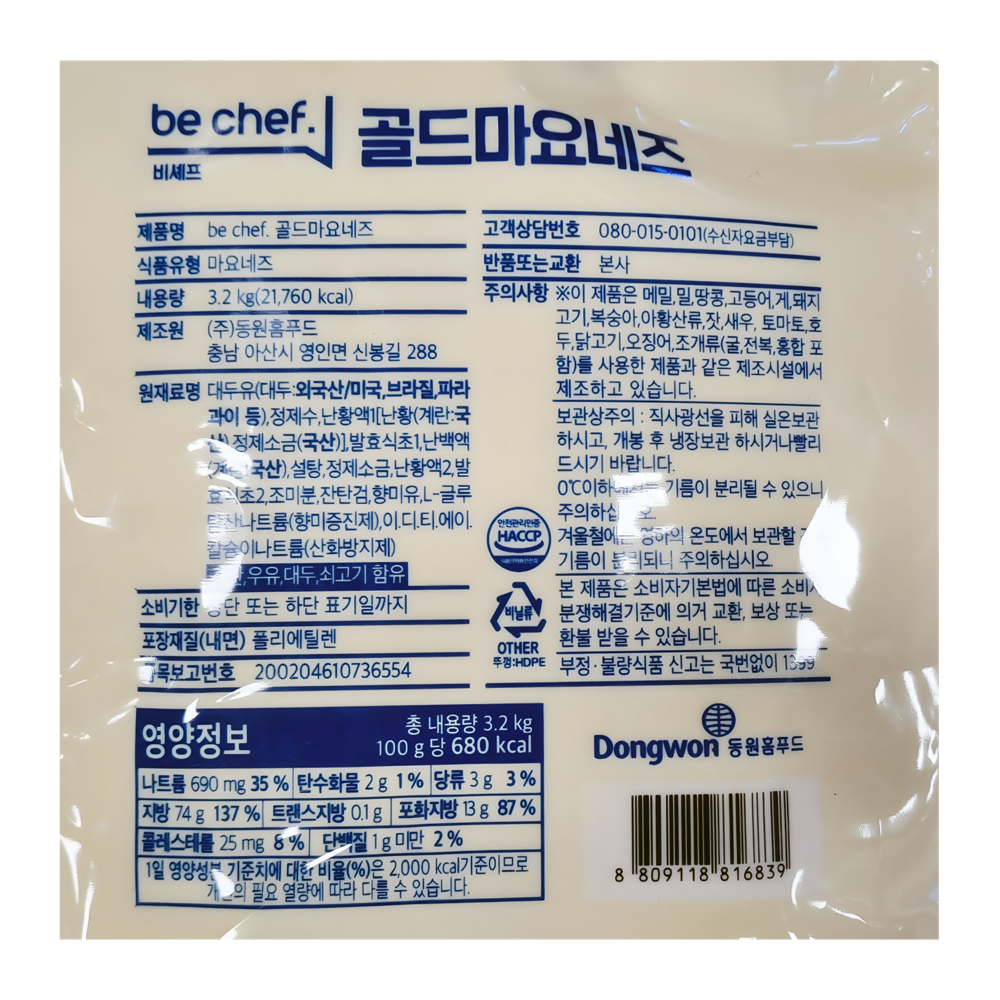 be chef.
비셰프
골드마요네즈
제품명 be chef. 골드마요네즈
식품유형 마요네즈
내용량 3.2 kg(21,760 kcal)
제조원 (주)동원홈푸드
충남 아산시 영인면 신봉길 288
원재료명 대두유(대두:외국산/미국,브라질,파라
과이 등),정제수,난황액1[난황(계란:국
산),정제소금(국산)],발효식초1,난백액
국산),설탕,정제소금,난황액2,발
효식초2,조미분,잔탄검,향미유,L-글루
탐산나트륨(향미증진제),이.디.티.에이.
칼슘이나트륨(산화방지제)
우유,대두,쇠고기 함유
소비기한 상단 또는 하단 표기일까지
포장재질(내면) 폴리에틸렌
품목보고번호 200204610736554
고객상담번호 080-015-0101(수신자요금부담)
반품또는교환 본사
주의사항 ※이 제품은 메밀,밀,땅콩,고등어,게,돼지
고기,복숭아,아황산류,잣,새우, 토마토,호
두,닭고기,오징어,조개류(굴,전복,홍합 포
함)를 사용한 제품과 같은 제조시설에서
제조하고 있습니다.
보관상주의 : 직사광선을 피해 실온보관
하시고, 개봉 후 냉장보관 하시거나빨리
드시기 바랍니다.
0℃이하에서는 기름이 분리될 수 있으니
주의하십시오.
겨울철에는 영하의 온도에서 보관할
기름이 분리되니 주의하십시오
본 제품은 소비자기본법에 따른 소비자
분쟁해결기준에 의거 교환, 보상 또는
환불 받을 수 있습니다.
부정·불량식품 신고는 국번없이 1399
안전관리인증
HACCP
비닐류
OTHER
뚜껑:HDPE
영양정보
총 내용량 3.2 kg
100 g 당 680 kcal
나트륨 690 mg 35 % 탄수화물 2 g 1 % 당류 3 g 3 %
지방 74 g 137 % 트랜스지방 0.1 g 포화지방 13 g 87 %
콜레스테롤 25 mg 8 % 단백질 1 g 미만 2 %
1일 영양성분 기준치에 대한 비율(%)은 2,000 kcal기준이므로
개인의 필요 열량에 따라 다를 수 있습니다.
Dongwon 동원홈푸드
8 809118 816839